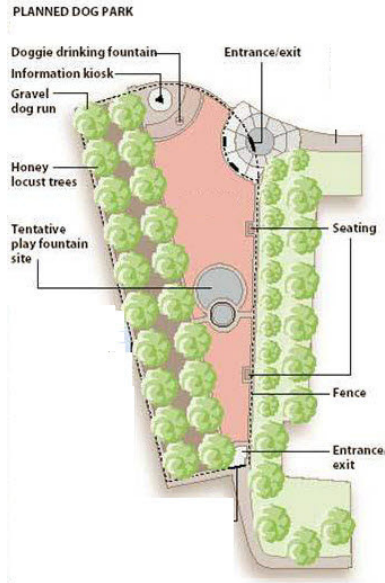 PLANNED DOG PARK
Doggie drinking fountain
Entrance/exit
Information kiosk
Gravel
dog run
Honey
locust trees
Tentative
play fountain
site
Seating
Fence
Entrance/
exit